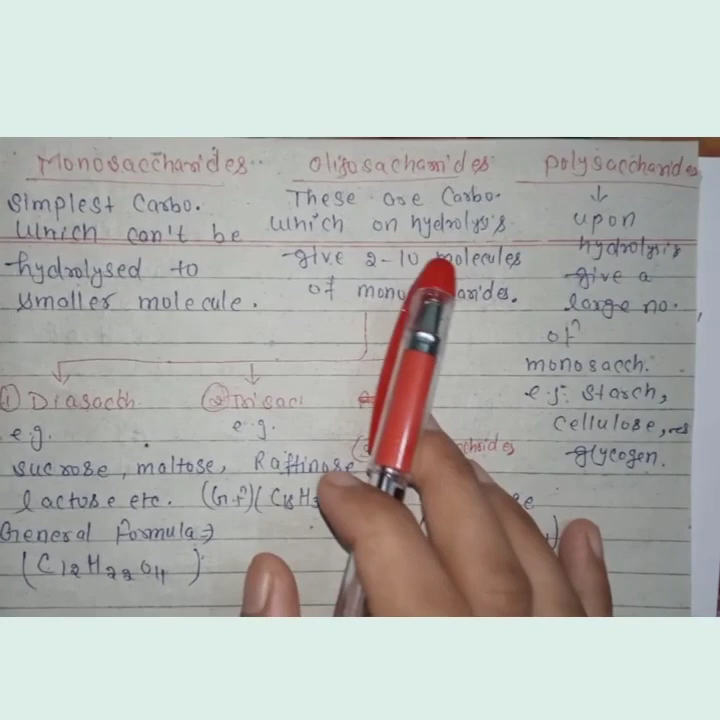 Monosaccharides..
Simplest Carbo.
Which can't be
hydrolysed to
smaller molecule.
Oligosacharides
These are Carbo.
Which on hydrolysis
give 2-10 molecules
of mono
Polysaccharides
↓
upon
hydrolysis
give a
large no.
of
monosacch.
e.g. Starch,
Cellulose,
glycogen.
① Diasacch.
e.g.
sucrose, maltose,
lactose etc.
General formula ⇒
(C12H22O11)
② Trisacc
e.g.
Raffinose